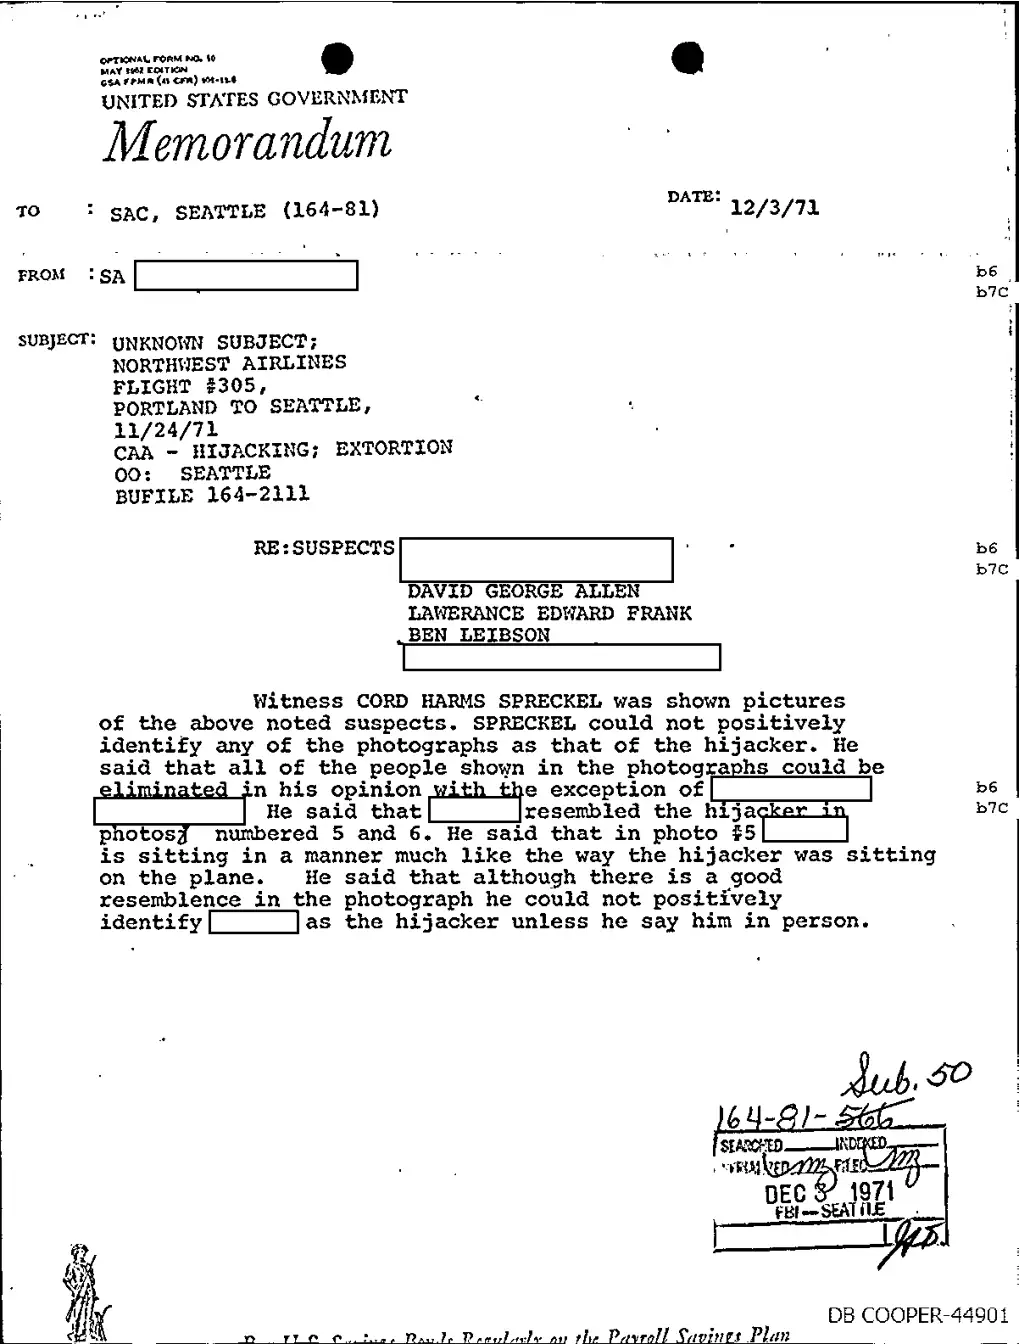 OPTIONAL FORM NO. 10
MAY 1962 EDITION
GSA FPMR (41 CFR) 101-11.6
UNITED STATES GOVERNMENT
Memorandum
TO : SAC, SEATTLE (164-81)
DATE: 12/3/71
FROM : SA
b6
b7C
SUBJECT: UNKNOWN SUBJECT;
NORTHWEST AIRLINES
FLIGHT #305,
PORTLAND TO SEATTLE,
11/24/71
CAA - HIJACKING; EXTORTION
OO: SEATTLE
BUFILE 164-2111
RE:SUSPECTS
b6
b7C
DAVID GEORGE ALLEN
LAWERANCE EDWARD FRANK
BEN LEIBSON
Witness CORD HARMS SPRECKEL was shown pictures
of the above noted suspects. SPRECKEL could not positively
identify any of the photographs as that of the hijacker. He
said that all of the people shown in the photographs could be
eliminated in his opinion with the exception of
b6
He said that resembled the hijacker in
b7C
photos numbered 5 and 6. He said that in photo #5
is sitting in a manner much like the way the hijacker was sitting
on the plane. He said that although there is a good
resemblence in the photograph he could not positively
identify as the hijacker unless he say him in person.
Sub. 50
164-81-566
SEARCHED INDEXED
FILED
DEC 3 1971
FBI — SEATTLE
DB COOPER-44901
U.S. Savings Bonds Regularly on the Payroll Savings Plan